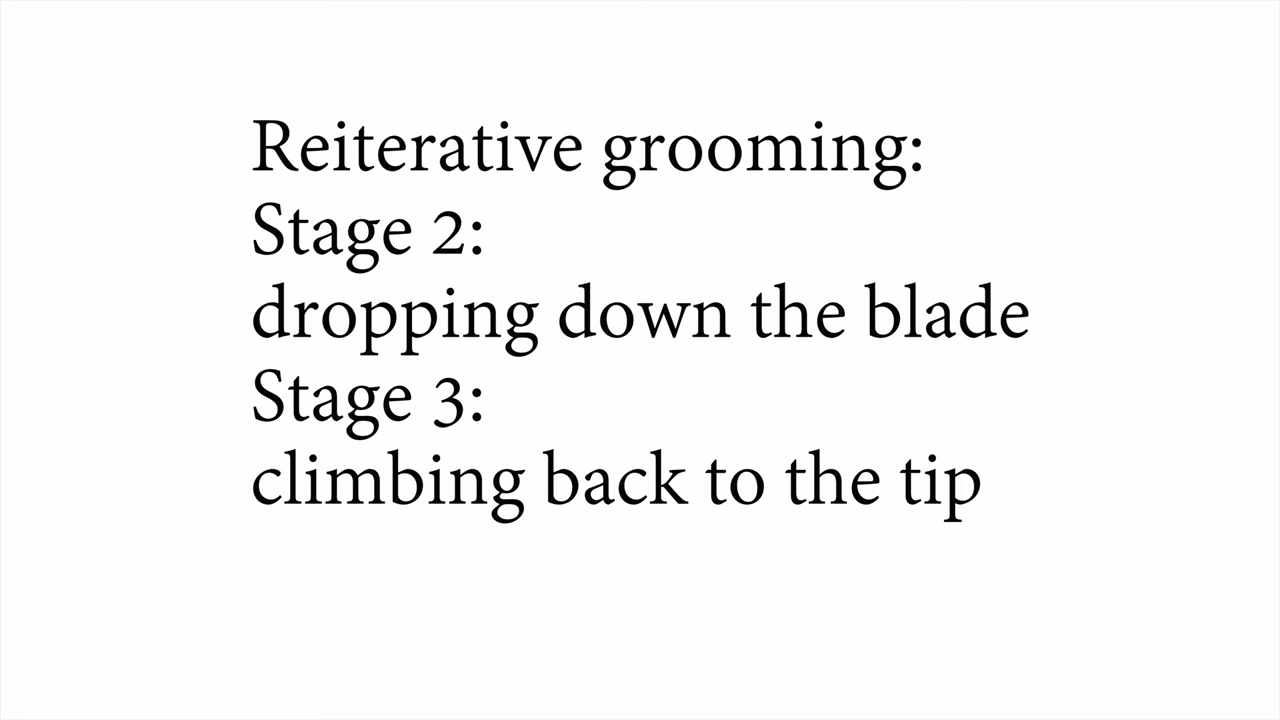 Reiterative grooming:
Stage 2:
dropping down the blade
Stage 3:
climbing back to the tip